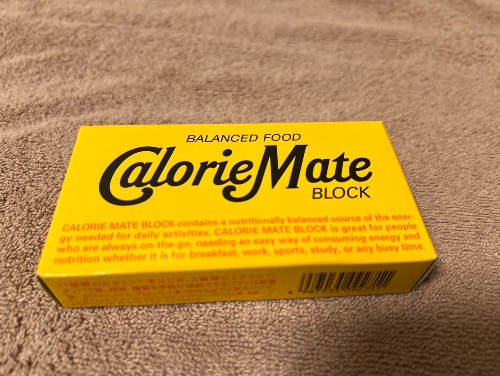 BALANCED FOOD
CalorieMate
BLOCK
CALORIE MATE BLOCK contains a nutritionally balanced source of the ener-
gy needed for daily activities. CALORIE MATE BLOCK is great for people
who are always on-the-go, needing an easy way of consuming energy and
nutrition whether it is for breakfast, work, sports, study, or any busy time.